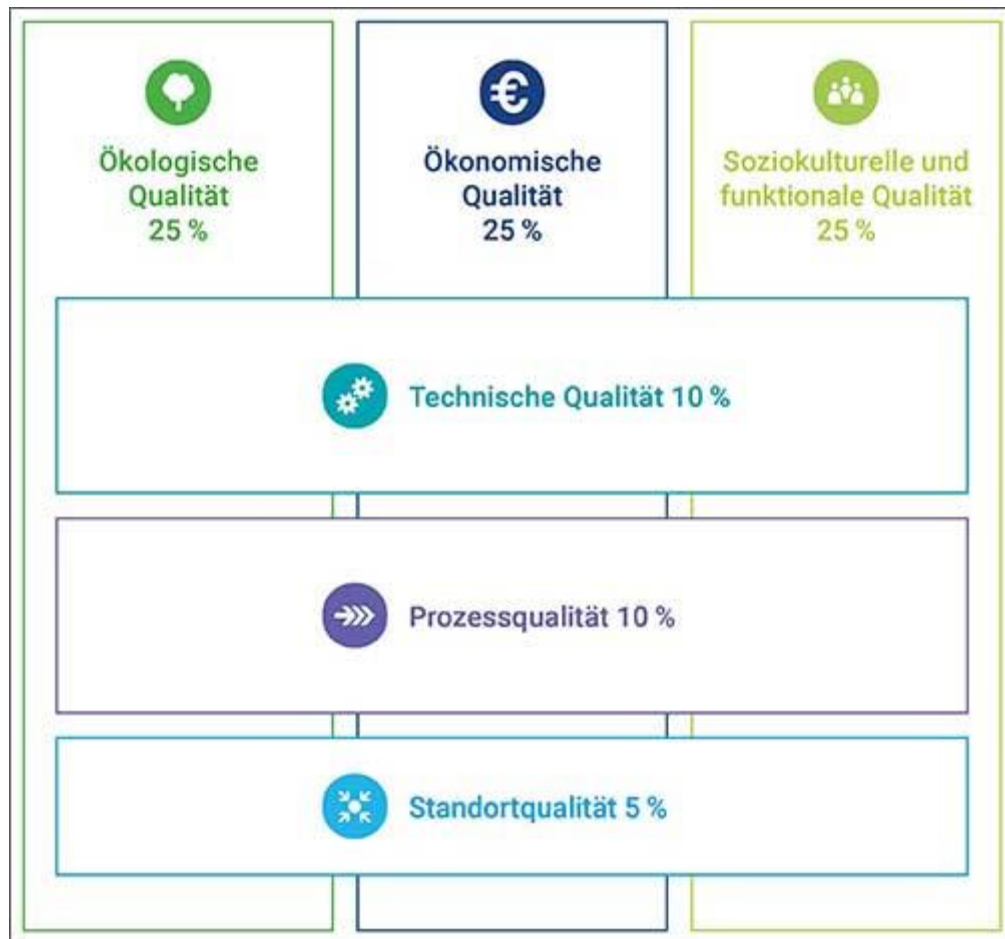 Ökologische
Qualität
25 %
Ökonomische
Qualität
25 %
Soziokulturelle und
funktionale Qualität
25 %
Technische Qualität 10 %
Prozessqualität 10 %
Standortqualität 5 %